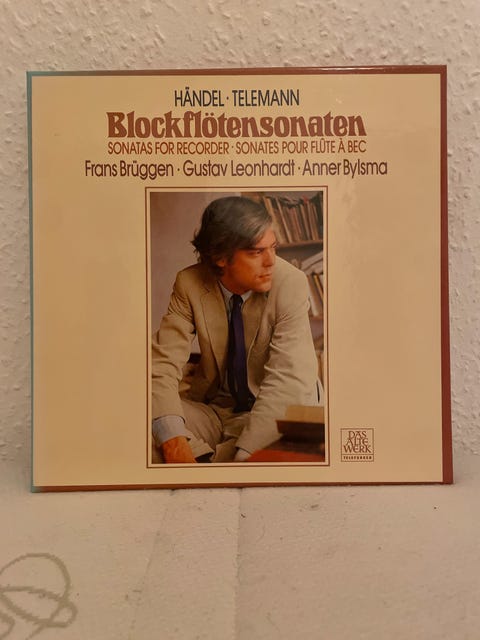 HÄNDEL · TELEMANN
Blockflötensonaten
SONATAS FOR RECORDER · SONATES POUR FLÛTE À BEC
Frans Brüggen · Gustav Leonhardt · Anner Bylsma
DAS
ALTE
WERK
TELEFUNKEN